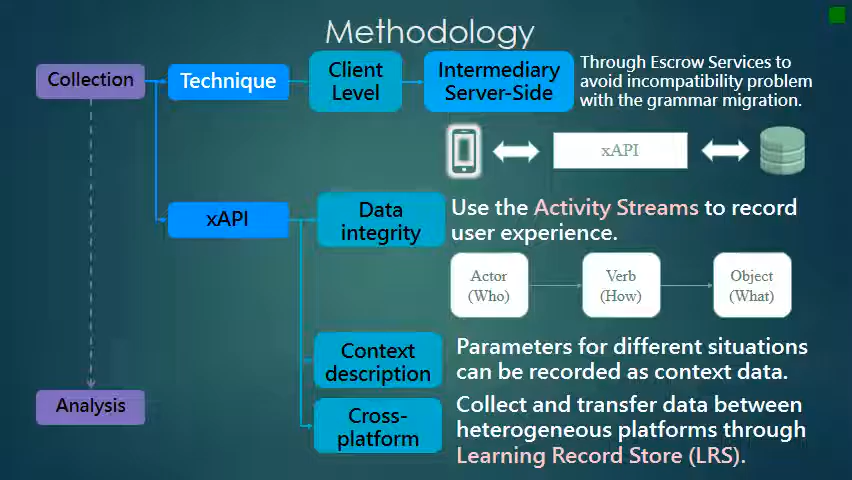 Methodology
Collection
Technique
Client
Level
Intermediary
Server-Side
Through Escrow Services to
avoid incompatibility problem
with the grammar migration.
xAPI
xAPI
Data
integrity
Use the Activity Streams to record
user experience.
Actor
(Who)
Verb
(How)
Object
(What)
Context
description
Parameters for different situations
can be recorded as context data.
Analysis
Cross-
platform
Collect and transfer data between
heterogeneous platforms through
Learning Record Store (LRS).